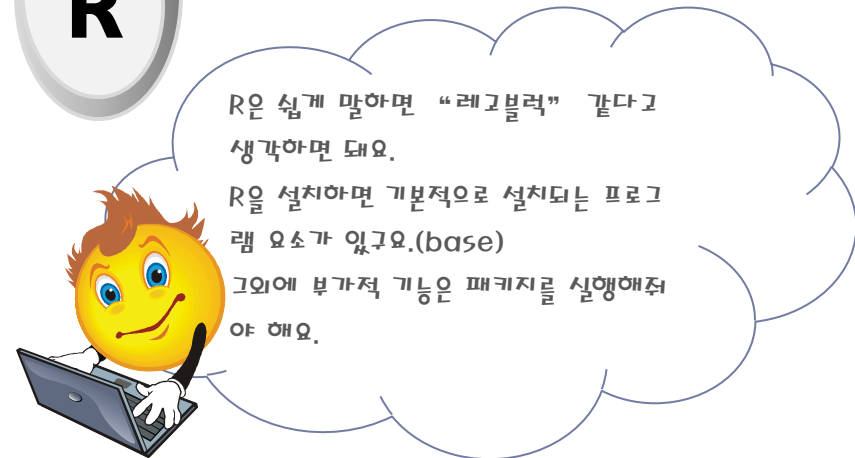 R
R은 쉽게 말하면 “레고블럭” 같다고
생각하면 돼요.
R을 설치하면 기본적으로 설치되는 프로그
램 요소가 있구요.(base)
그외에 부가적 기능은 패키지를 실행해줘
야 해요.